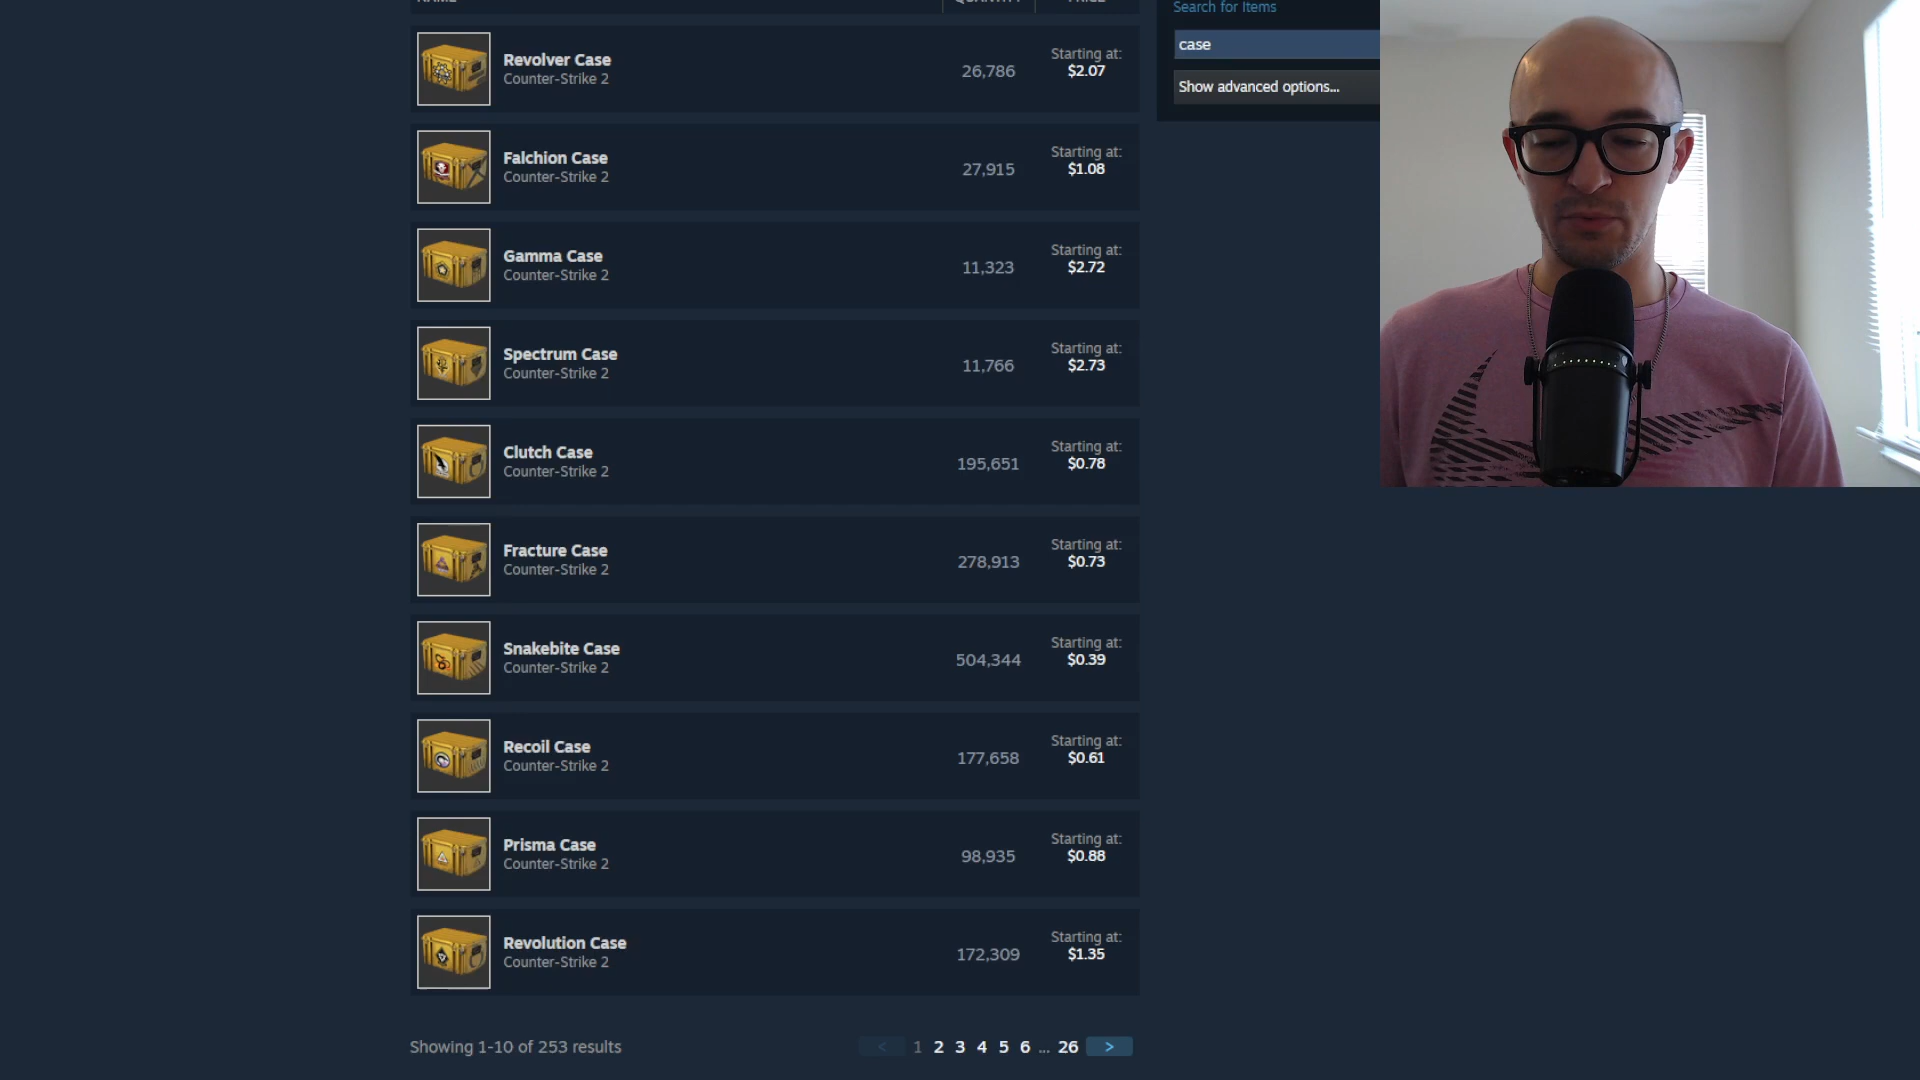 NAME QUANTITY PRICE
Search for Items
case
Show advanced options...
Revolver Case
Counter-Strike 2
26,786
Starting at:
$2.07
Falchion Case
Counter-Strike 2
27,915
Starting at:
$1.08
Gamma Case
Counter-Strike 2
11,323
Starting at:
$2.72
Spectrum Case
Counter-Strike 2
11,766
Starting at:
$2.73
Clutch Case
Counter-Strike 2
195,651
Starting at:
$0.78
Fracture Case
Counter-Strike 2
278,913
Starting at:
$0.73
Snakebite Case
Counter-Strike 2
504,344
Starting at:
$0.39
Recoil Case
Counter-Strike 2
177,658
Starting at:
$0.61
Prisma Case
Counter-Strike 2
98,935
Starting at:
$0.88
Revolution Case
Counter-Strike 2
172,309
Starting at:
$1.35
Showing 1-10 of 253 results
< 1 2 3 4 5 6 ... 26 >